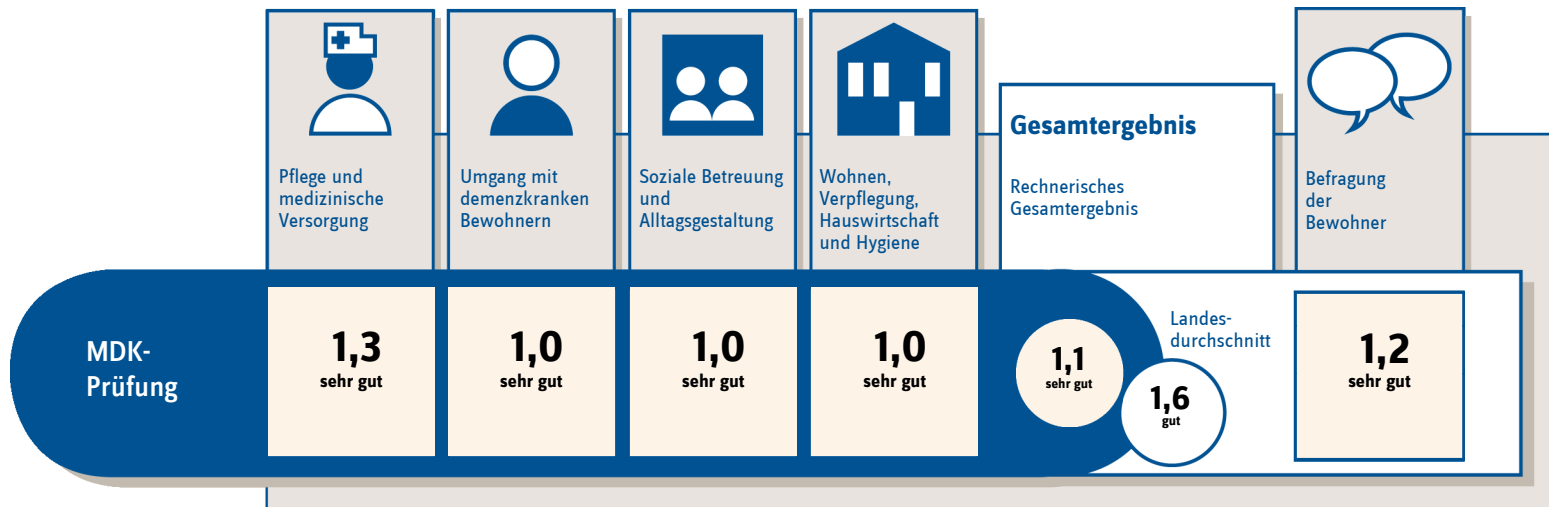 Pflege und
medizinische
Versorgung
Umgang mit
demenzkranken
Bewohnern
Soziale Betreuung
und
Alltagsgestaltung
Wohnen,
Verpflegung,
Hauswirtschaft
und Hygiene
Gesamtergebnis
Rechnerisches
Gesamtergebnis
Befragung
der
Bewohner
MDK-
Prüfung
1,3
sehr gut
1,0
sehr gut
1,0
sehr gut
1,0
sehr gut
1,1
sehr gut
Landes-
durchschnitt
1,6
gut
1,2
sehr gut